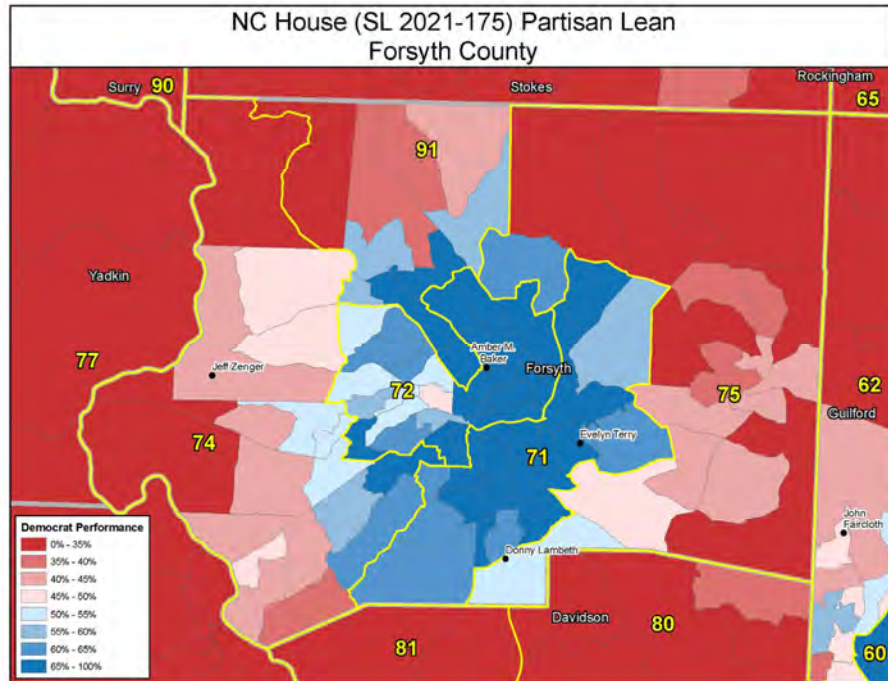 NC House (SL 2021-175) Partisan Lean
Forsyth County
Surry
90
Stokes
Rockingham
65
91
Yadkin
77
Jeff Zenger
Amber M.
Baker
Forsyth
72
75
62
Guilford
74
71
Evelyn Terry
John
Faircloth
Donny Lambeth
Davidson
80
81
60
Democrat Performance
0% - 35%
35% - 40%
40% - 45%
45% - 50%
50% - 55%
55% - 60%
60% - 65%
65% - 100%